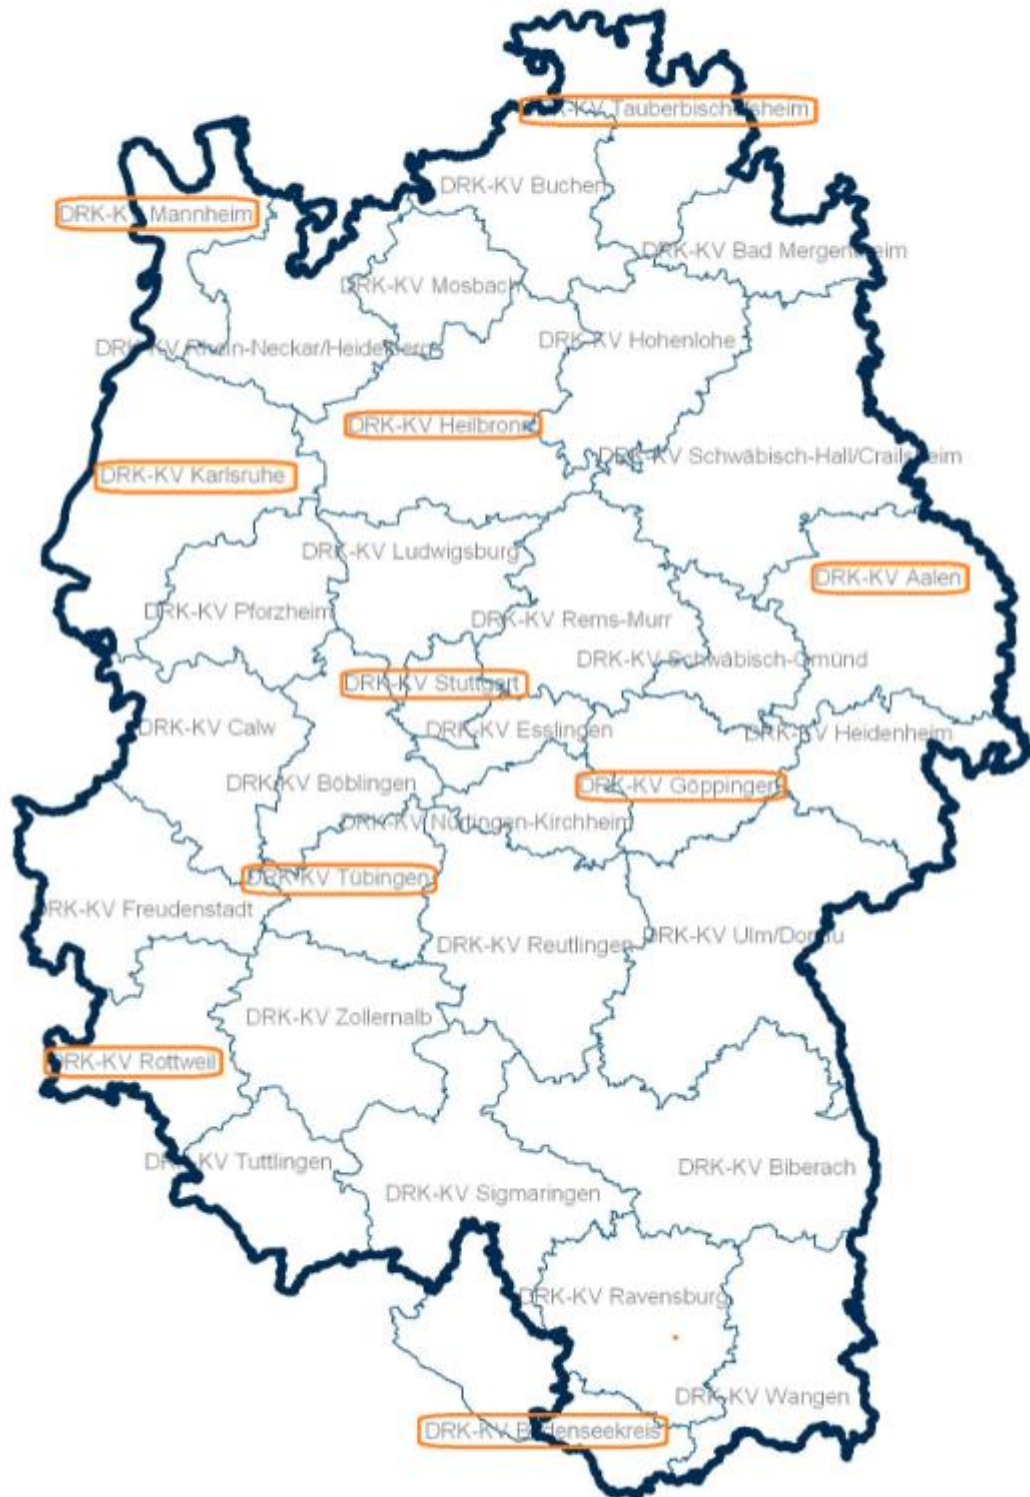 DRK-KV Tauberbischofsheim
DRK-KV Buchen
DRK-KV Mannheim
DRK-KV Bad Mergentheim
DRK-KV Mosbach
DRK-KV Hohenlohe
DRK-KV Rhein-Neckar/Heidelberg
DRK-KV Heilbronn
DRK-KV Schwäbisch-Hall/Crailsheim
DRK-KV Karlsruhe
DRK-KV Ludwigsburg
DRK-KV Aalen
DRK-KV Pforzheim
DRK-KV Rems-Murr
DRK-KV Schwäbisch-Gmünd
DRK-KV Stuttgart
DRK-KV Calw
DRK-KV Esslingen
DRK-KV Heidenheim
DRK-KV Böblingen
DRK-KV Göppingen
DRK-KV Nürtingen-Kirchheim
DRK-KV Tübingen
DRK-KV Freudenstadt
DRK-KV Reutlingen
DRK-KV Ulm/Donau
DRK-KV Zollernalb
DRK-KV Rottweil
DRK-KV Tuttlingen
DRK-KV Biberach
DRK-KV Sigmaringen
DRK-KV Ravensburg
DRK-KV Wangen
DRK-KV Bodenseekreis